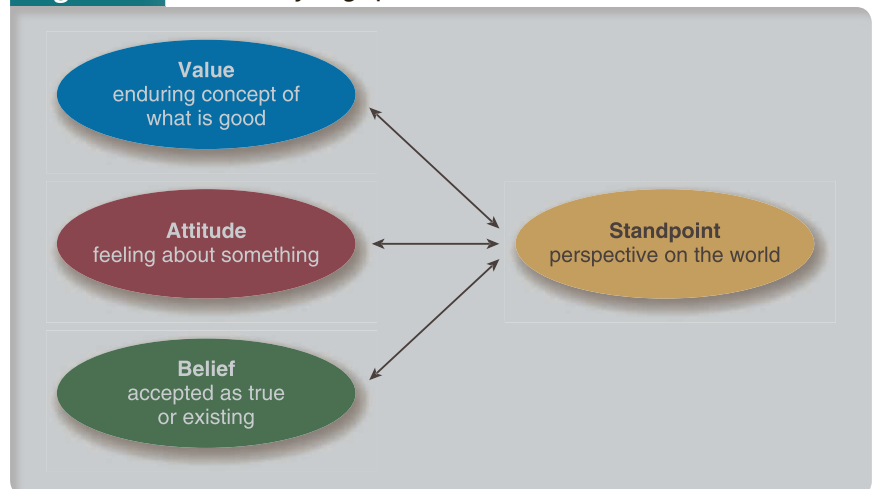 Value
enduring concept of
what is good
Attitude
feeling about something
Standpoint
perspective on the world
Belief
accepted as true
or existing